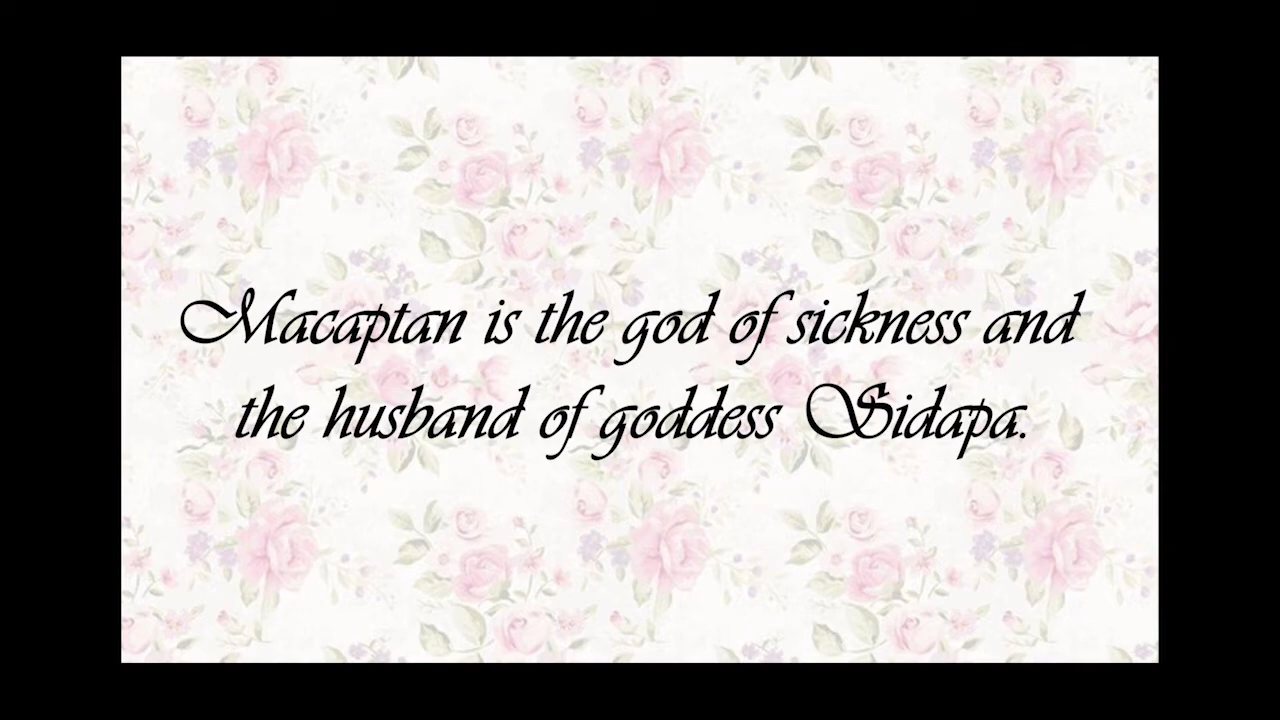 Macaptan is the god of sickness and
the husband of goddess Sidapa.